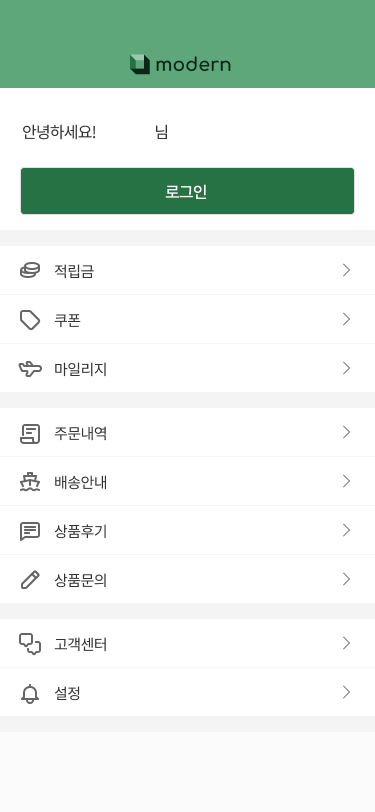 modern
안녕하세요! 님
로그인
적립금
쿠폰
마일리지
주문내역
배송안내
상품후기
상품문의
고객센터
설정